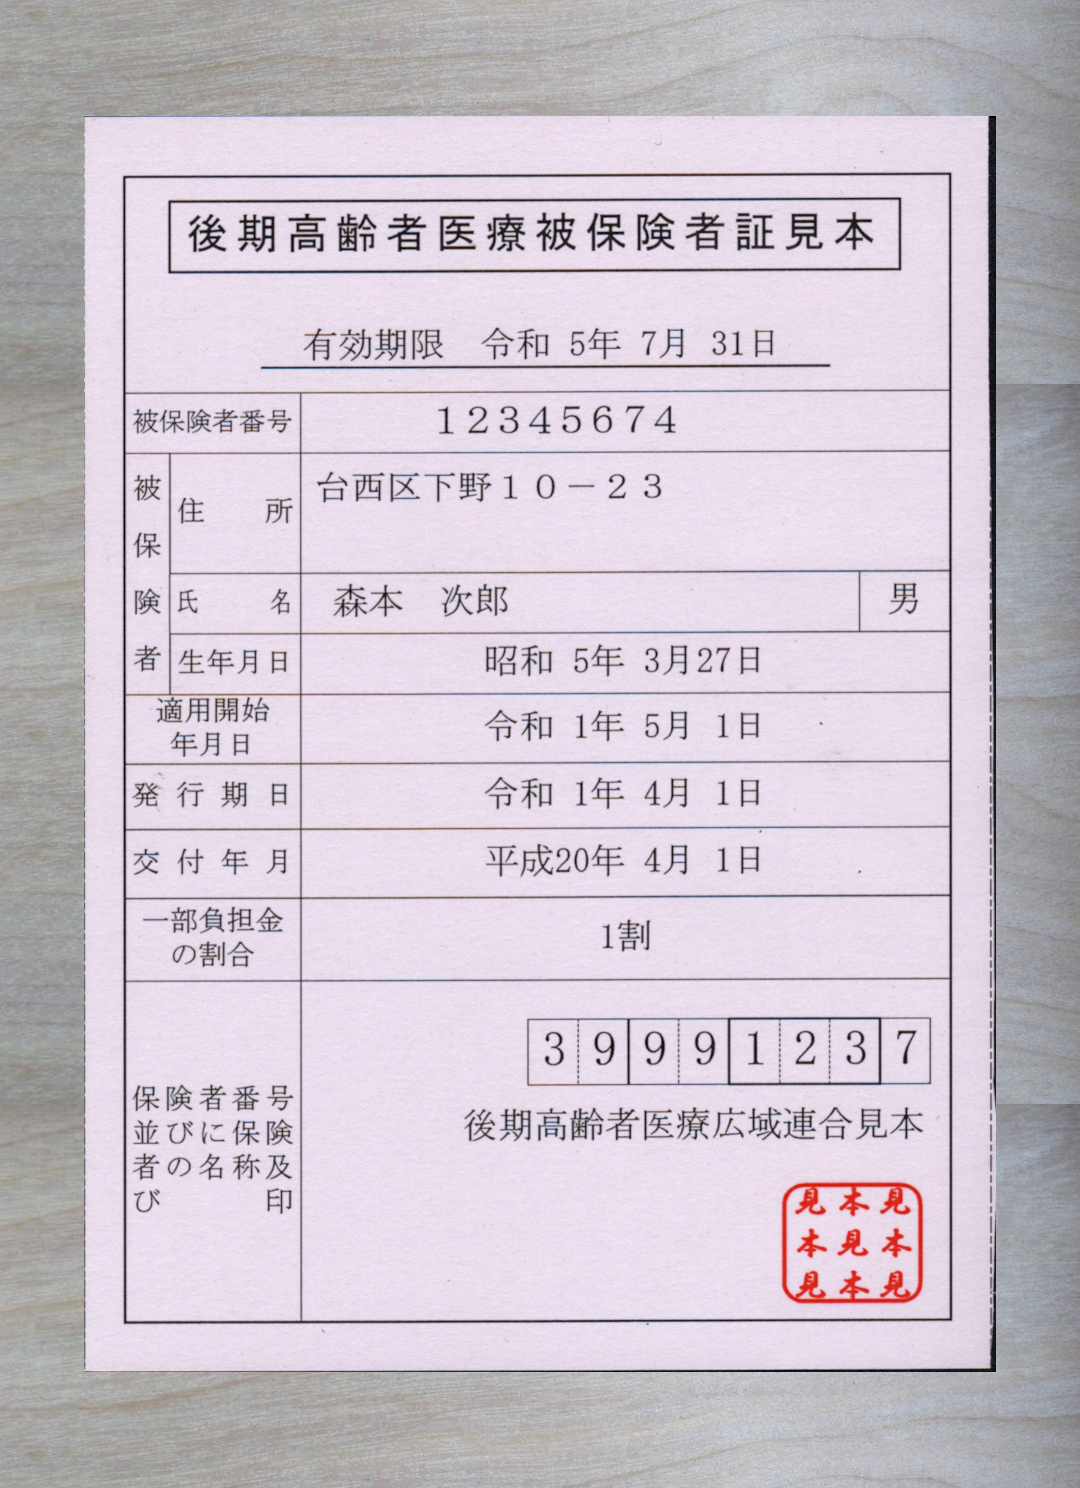 後期高齢者医療被保険者証見本
有効期限　令和 5年 7月 31日
被保険者番号　１２３４５６７４
被保険者
住所　台西区下野１０－２３
氏名　森本　次郎　男
生年月日　昭和 5年 3月27日
適用開始
年月日　令和 1年 5月 1日
発行期日　令和 1年 4月 1日
交付年月　平成20年 4月 1日
一部負担金
の割合　1割
保険者番号
並びに保険
者の名称及
び印
39991237
後期高齢者医療広域連合見本
見本見
本見本
見本見